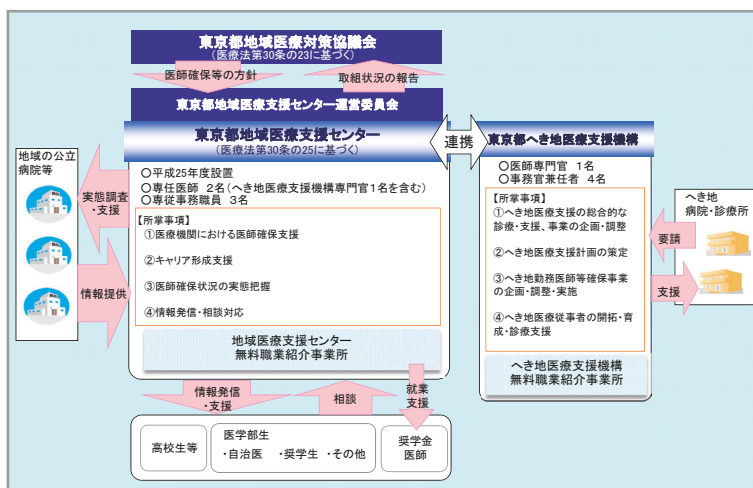 東京都地域医療対策協議会
(医療法第30条の23に基づく)
医師確保等の方針
取組状況の報告
東京都地域医療支援センター運営委員会
東京都地域医療支援センター
(医療法第30条の25に基づく)
〇平成25年度設置
〇専任医師 2名(へき地医療支援機構専門官1名を含む)
〇専従事務職員 3名
【所掌事項】
①医療機関における医師確保支援
②キャリア形成支援
③医師確保状況の実態把握
④情報発信・相談対応
地域医療支援センター
無料職業紹介事業所
連携
東京都へき地医療支援機構
〇医師専門官 1名
〇事務官兼任者 4名
【所掌事項】
①へき地医療支援の総合的な
診療・支援、事業の企画・調整
②へき地医療支援計画の策定
③へき地勤務医師等確保事業
の企画・調整・実施
④へき地医療従事者の開拓・育
成・診療支援
へき地医療支援機構
無料職業紹介事業所
地域の公立
病院等
実態調査
・支援
情報提供
へき地
病院・診療所
要請
支援
情報発信
・支援
相談
就業
支援
高校生等
医学部生
・自治医 ・奨学生 ・その他
奨学金
医師